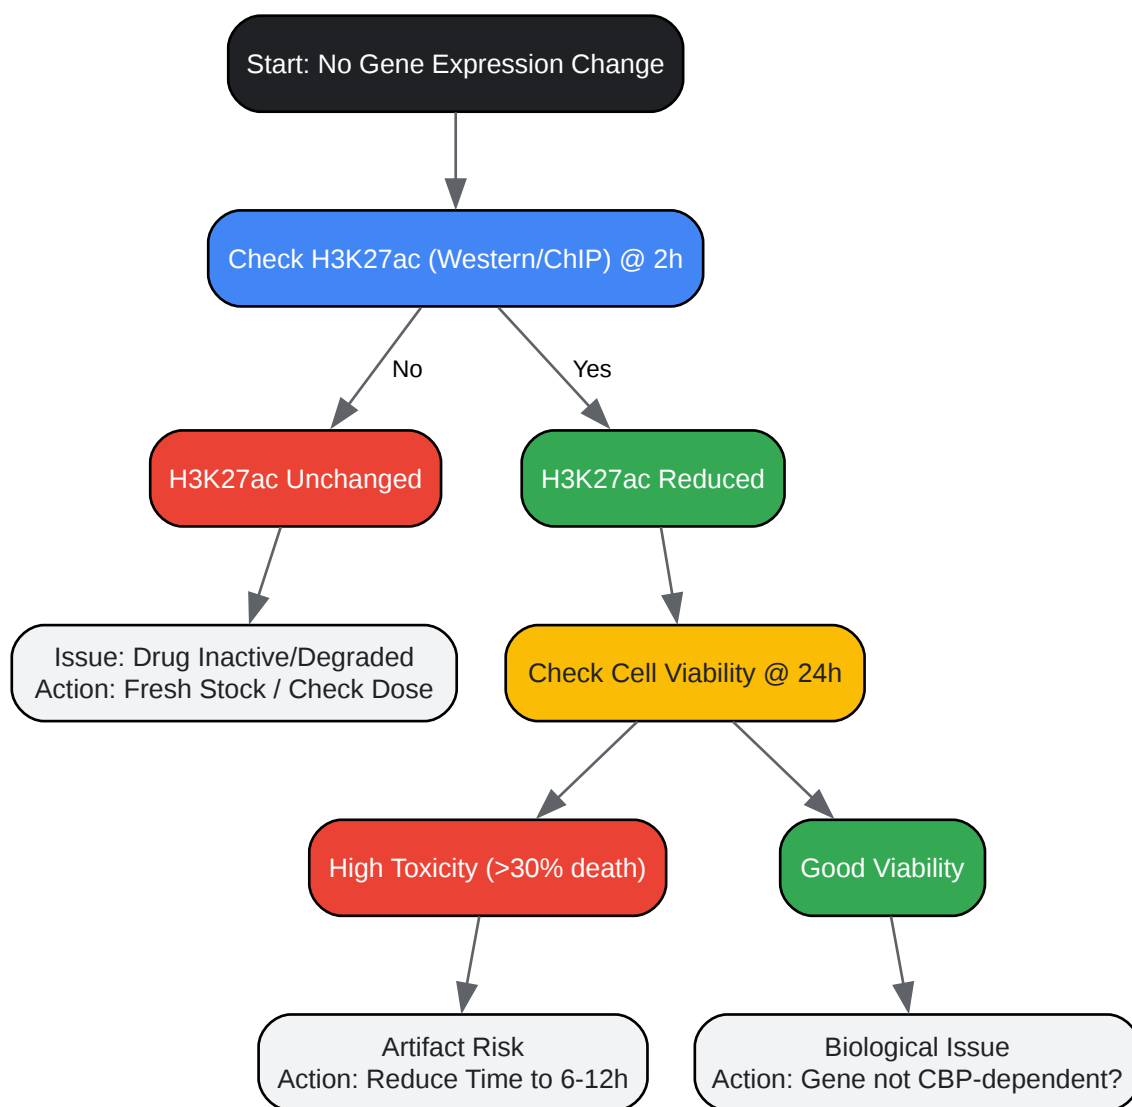 Start: No Gene Expression Change
Check H3K27ac (Western/ChIP) @ 2h
No
Yes
H3K27ac Unchanged
H3K27ac Reduced
Issue: Drug Inactive/Degraded
Action: Fresh Stock / Check Dose
Check Cell Viability @ 24h
High Toxicity (>30% death)
Good Viability
Artifact Risk
Action: Reduce Time to 6-12h
Biological Issue
Action: Gene not CBP-dependent?